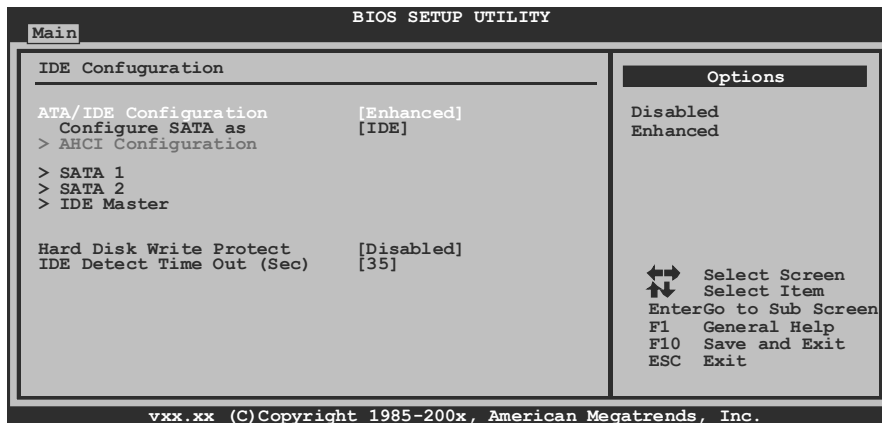 BIOS SETUP UTILITY
Main
IDE Confuguration
ATA/IDE Configuration [Enhanced]
Configure SATA as [IDE]
> AHCI Configuration
> SATA 1
> SATA 2
> IDE Master
Hard Disk Write Protect [Disabled]
IDE Detect Time Out (Sec) [35]
Options
Disabled
Enhanced
Select Screen
Select Item
EnterGo to Sub Screen
F1 General Help
F10 Save and Exit
ESC Exit
vxx.xx (C)Copyright 1985-200x, American Megatrends, Inc.